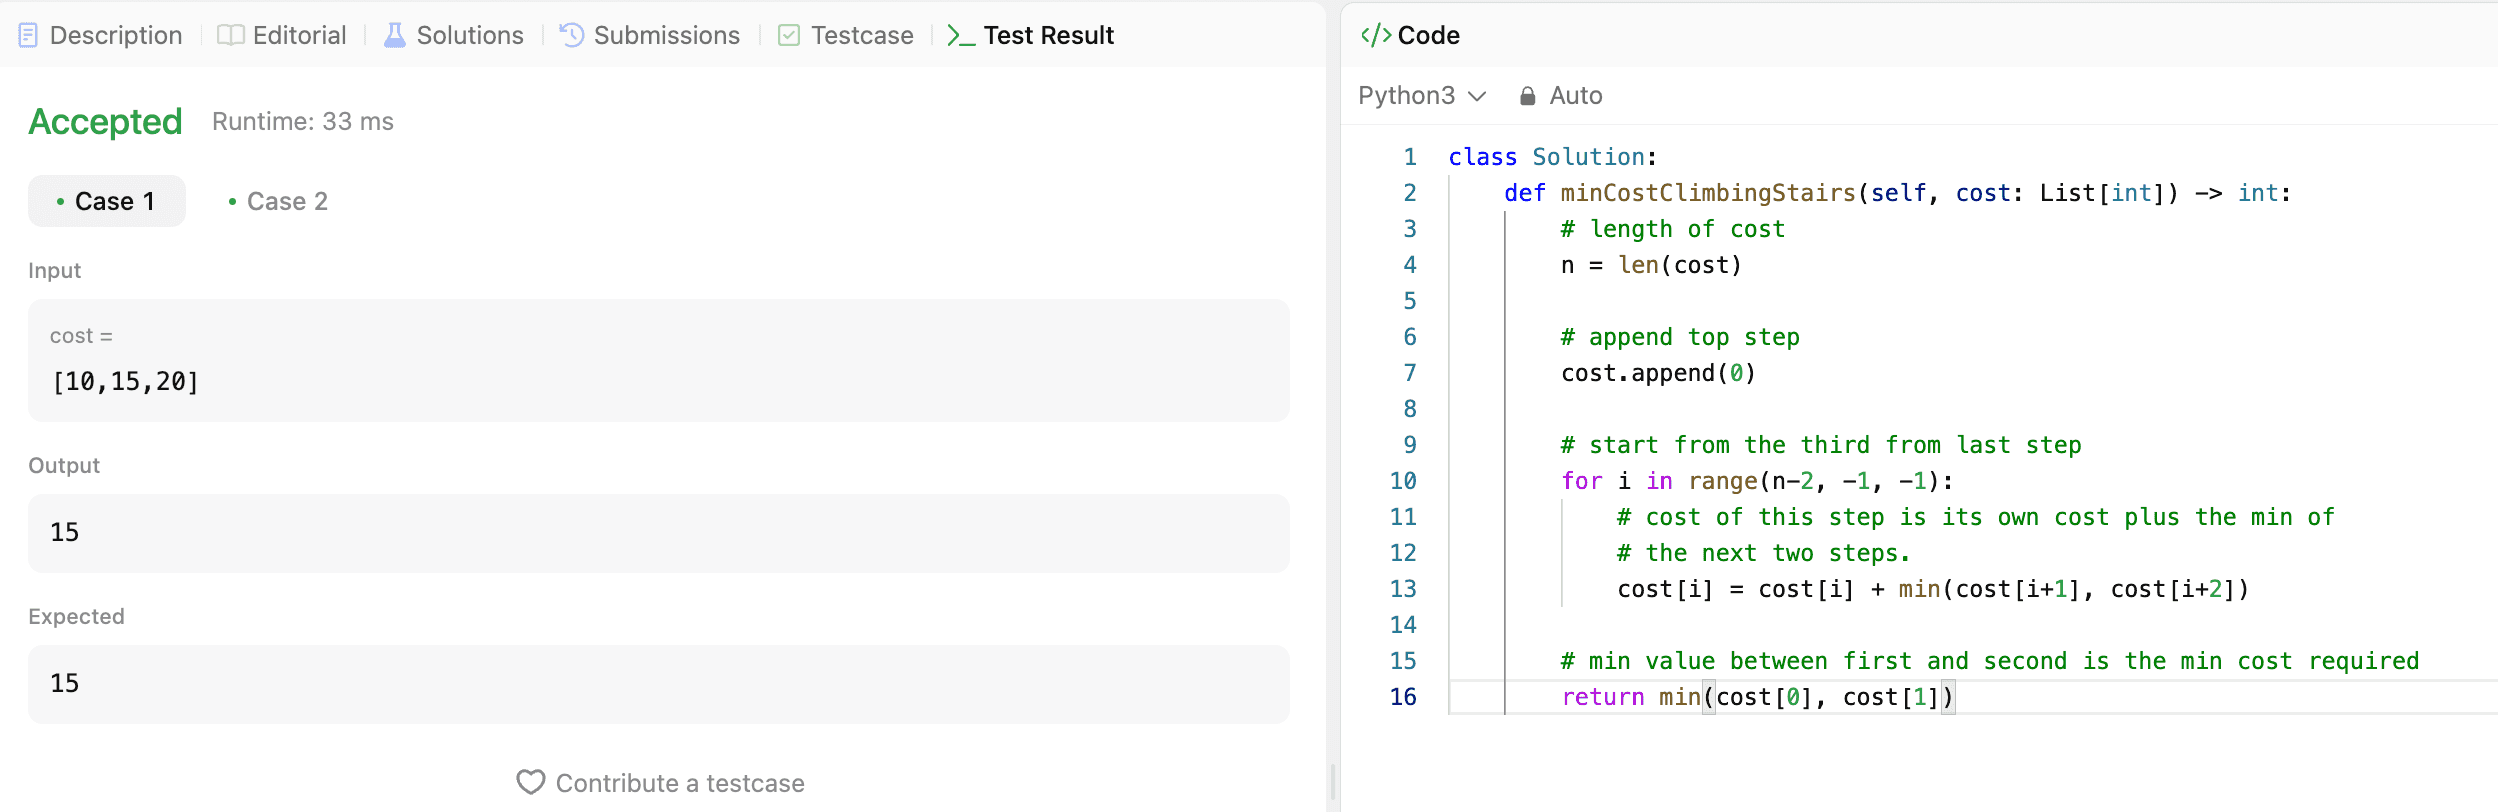 Description
Editorial
Solutions
Submissions
Testcase
>_ Test Result
Accepted
Runtime: 33 ms
• Case 1
• Case 2
Input
cost =
[10,15,20]
Output
15
Expected
15
Contribute a testcase
</> Code
Python3
Auto
1 class Solution:
2     def minCostClimbingStairs(self, cost: List[int]) -> int:
3         # length of cost
4         n = len(cost)
5
6         # append top step
7         cost.append(0)
8
9         # start from the third from last step
10         for i in range(n-2, -1, -1):
11             # cost of this step is its own cost plus the min of
12             # the next two steps.
13             cost[i] = cost[i] + min(cost[i+1], cost[i+2])
14
15         # min value between first and second is the min cost required
16         return min(cost[0], cost[1])